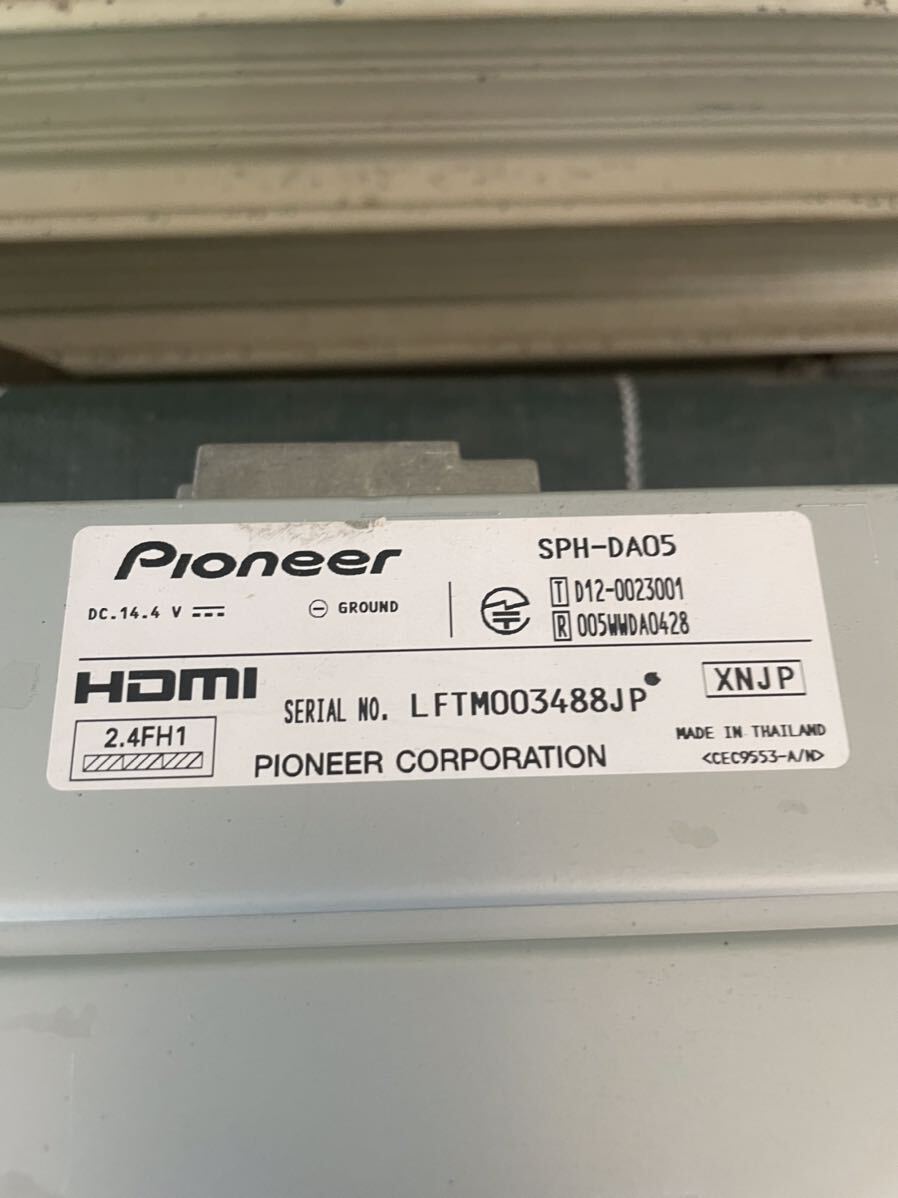 Pioneer
SPH-DA05
DC.14.4 V
GROUND
T D12-0023001
R 005WWDA0428
HDMI
SERIAL NO. LFTM003488JP
XNJP
2.4FH1
PIONEER CORPORATION
MADE IN THAILAND
<CEC9553-A/N>